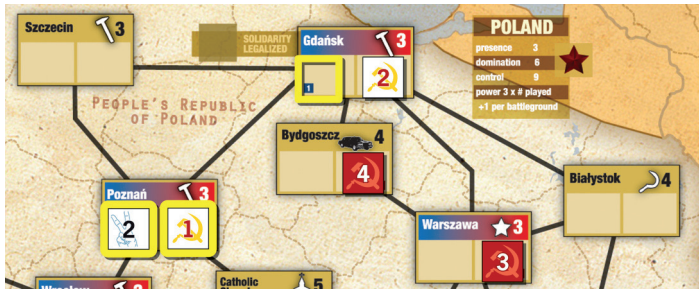 Szczecin 3
SOLIDARITY
LEGALIZED
Gdańsk 3
1
2
POLAND
presence 3
domination 6
control 9
power 3 x # played
+1 per battleground
PEOPLE'S REPUBLIC
OF POLAND
Bydgoszcz 4
4
Białystok 4
Poznań 3
2
1
Warszawa 3
3
Wrocław
Catholic
5